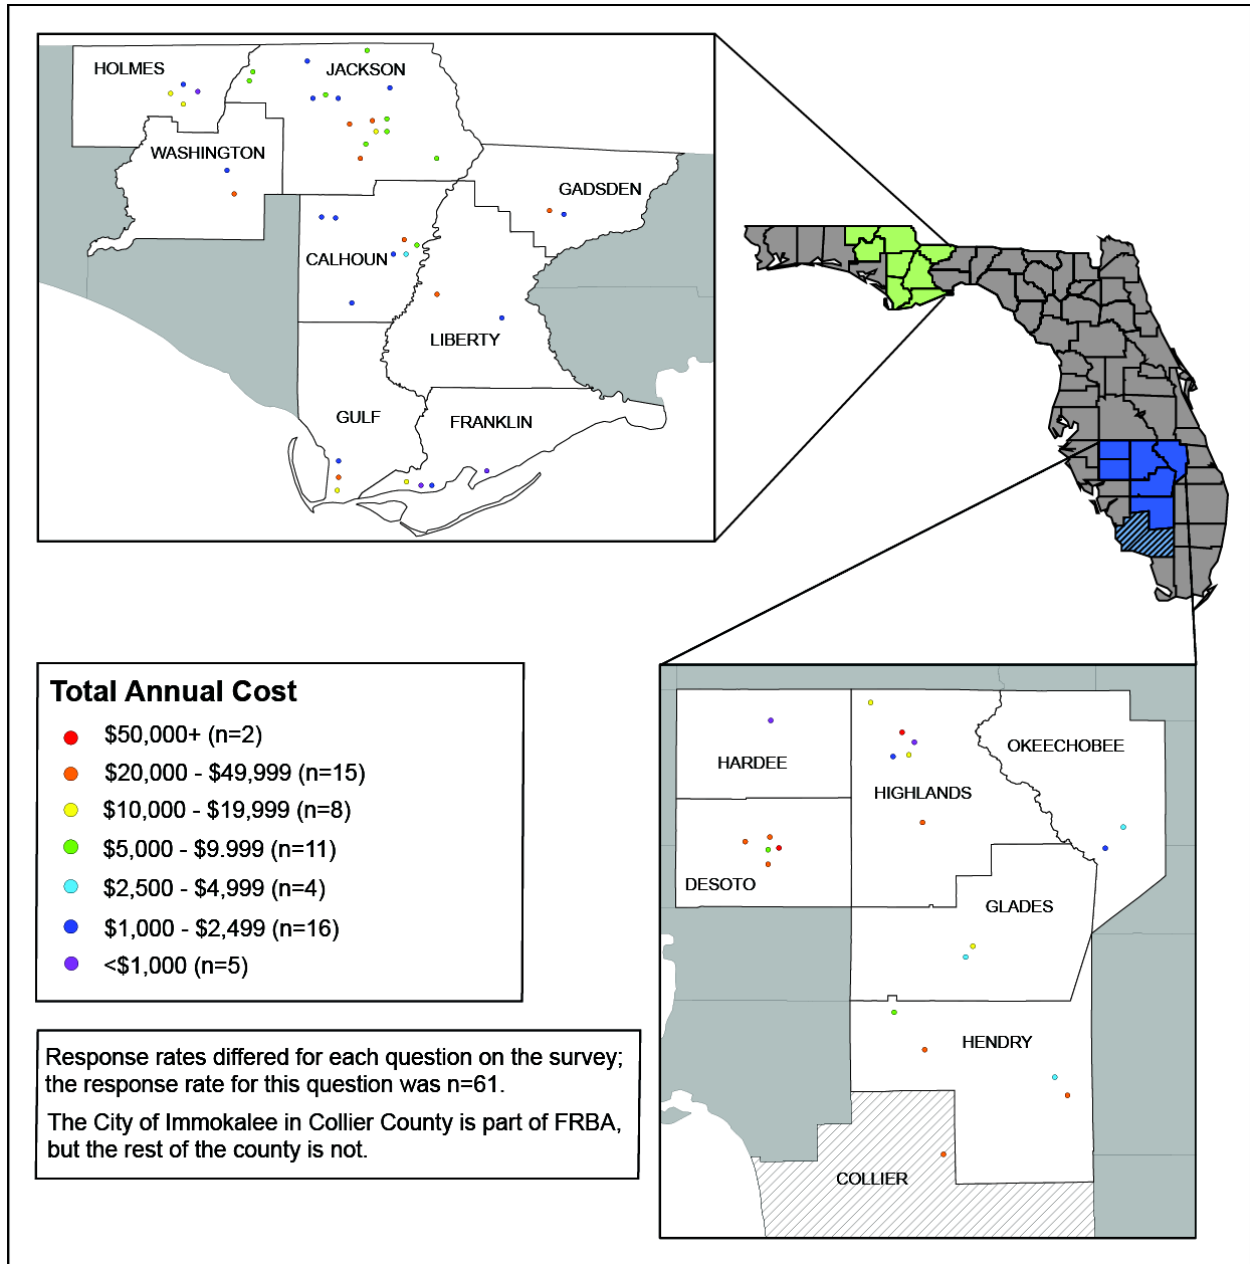 HOLMES
JACKSON
WASHINGTON
GADSDEN
CALHOUN
LIBERTY
GULF
FRANKLIN
Total Annual Cost
$50,000+ (n=2)
$20,000 - $49,999 (n=15)
$10,000 - $19,999 (n=8)
$5,000 - $9.999 (n=11)
$2,500 - $4,999 (n=4)
$1,000 - $2,499 (n=16)
<$1,000 (n=5)
Response rates differed for each question on the survey;
the response rate for this question was n=61.
The City of Immokalee in Collier County is part of FRBA,
but the rest of the county is not.
HARDEE
OKEECHOBEE
HIGHLANDS
DESOTO
GLADES
HENDRY
COLLIER